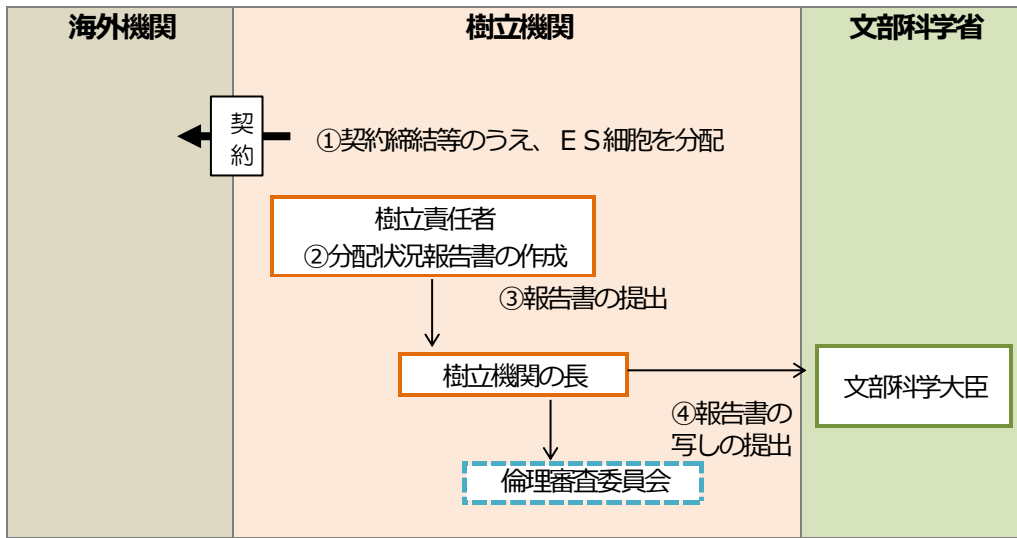 海外機関
樹立機関
文部科学省
契
約
①契約締結等のうえ、ＥＳ細胞を分配
樹立責任者
②分配状況報告書の作成
③報告書の提出
樹立機関の長
文部科学大臣
④報告書の
写しの提出
倫理審査委員会